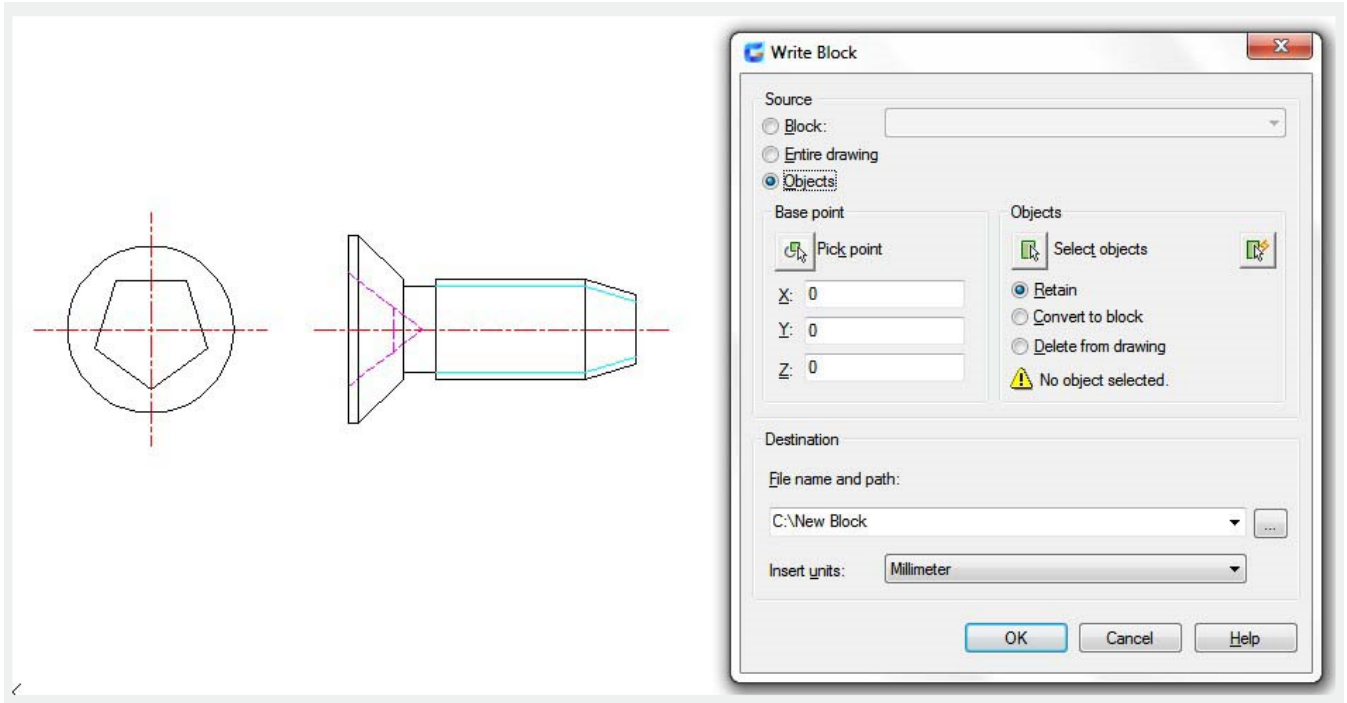 Write Block
Source
Block:
Entire drawing
Objects
Base point
Pick point
X: 0
Y: 0
Z: 0
Objects
Select objects
Retain
Convert to block
Delete from drawing
No object selected.
Destination
File name and path:
C:\New Block
...
Insert units: Millimeter
OK Cancel Help